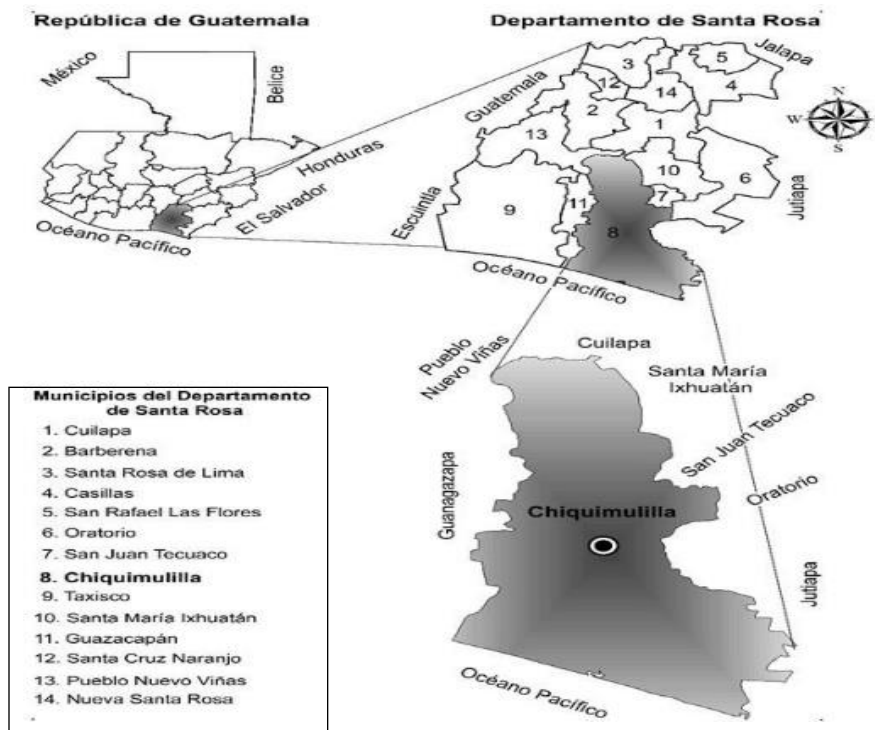 República de Guatemala
México
Belice
Honduras
El Salvador
Océano Pacífico
Departamento de Santa Rosa
Jalapa
Guatemala
Escuintla
Jutiapa
Océano Pacífico
3
5
12
14
4
2
1
13
10
6
7
9
11
8
N
W
S
Pueblo
Nuevo Viñas
Cuilapa
Santa María
Ixhuatán
San Juan Tecuaco
Oratorio
Guanagazapa
Chiquimulilla
Jutiapa
Océano Pacífico
Municipios del Departamento
de Santa Rosa
1. Cuilapa
2. Barberena
3. Santa Rosa de Lima
4. Casillas
5. San Rafael Las Flores
6. Oratorio
7. San Juan Tecuaco
8. Chiquimulilla
9. Taxisco
10. Santa María Ixhuatán
11. Guazacapán
12. Santa Cruz Naranjo
13. Pueblo Nuevo Viñas
14. Nueva Santa Rosa